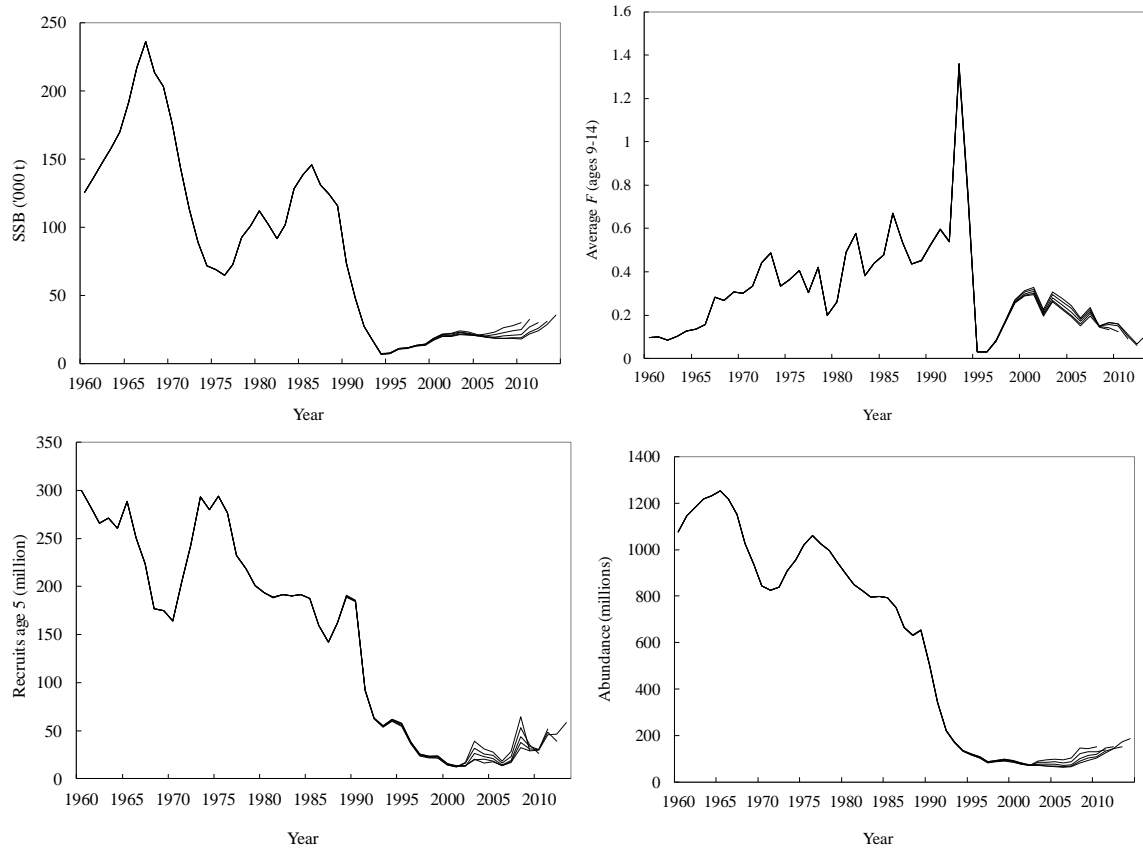 250
200
150
100
50
0
SSB ('000 t)
1960 1965 1970 1975 1980 1985 1990 1995 2000 2005 2010
Year
1.6
1.4
1.2
1
0.8
0.6
0.4
0.2
0
Average F (ages 9-14)
1960 1965 1970 1975 1980 1985 1990 1995 2000 2005 2010
Year
350
300
250
200
150
100
50
0
Recruits age 5 (million)
1960 1965 1970 1975 1980 1985 1990 1995 2000 2005 2010
Year
1400
1200
1000
800
600
400
200
0
Abundance (millions)
1960 1965 1970 1975 1980 1985 1990 1995 2000 2005 2010
Year